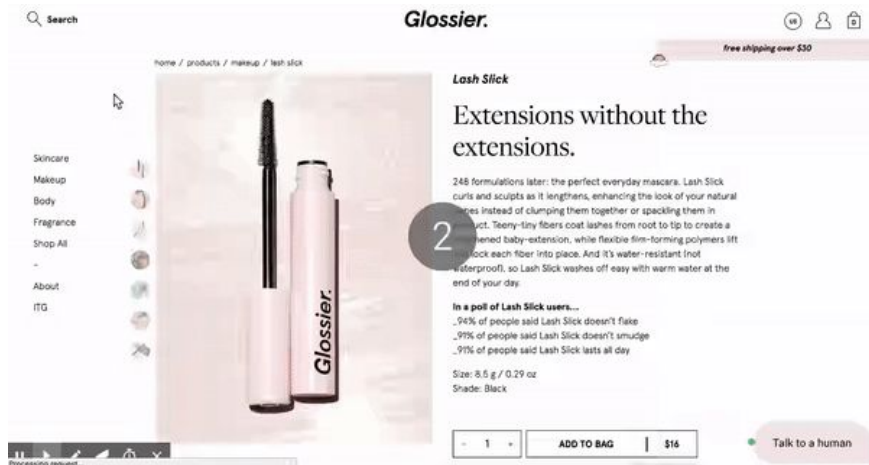 Search
Glossier.
US
0
free shipping over $30
home / products / makeup / lash slick
Skincare
Makeup
Body
Fragrance
Shop All
-
About
ITG
Glossier.
Lash Slick
Extensions without the
extensions.
248 formulations later: the perfect everyday mascara. Lash Slick
curls and sculpts as it lengthens, enhancing the look of your natural
instead of clumping them together or spackling them in
Teeny-tiny fibers coat lashes from root to tip to create a
baby-extension, while flexible film-forming polymers lift
lock each fiber into place. And it's water-resistant (not
waterproof), so Lash Slick washes off easy with warm water at the
end of your day.
2
In a poll of Lash Slick users...
_94% of people said Lash Slick doesn't flake
_91% of people said Lash Slick doesn't smudge
_91% of people said Lash Slick lasts all day
Size: 8.5 g / 0.29 oz
Shade: Black
- 1 +
ADD TO BAG | $16
Talk to a human
Processing request